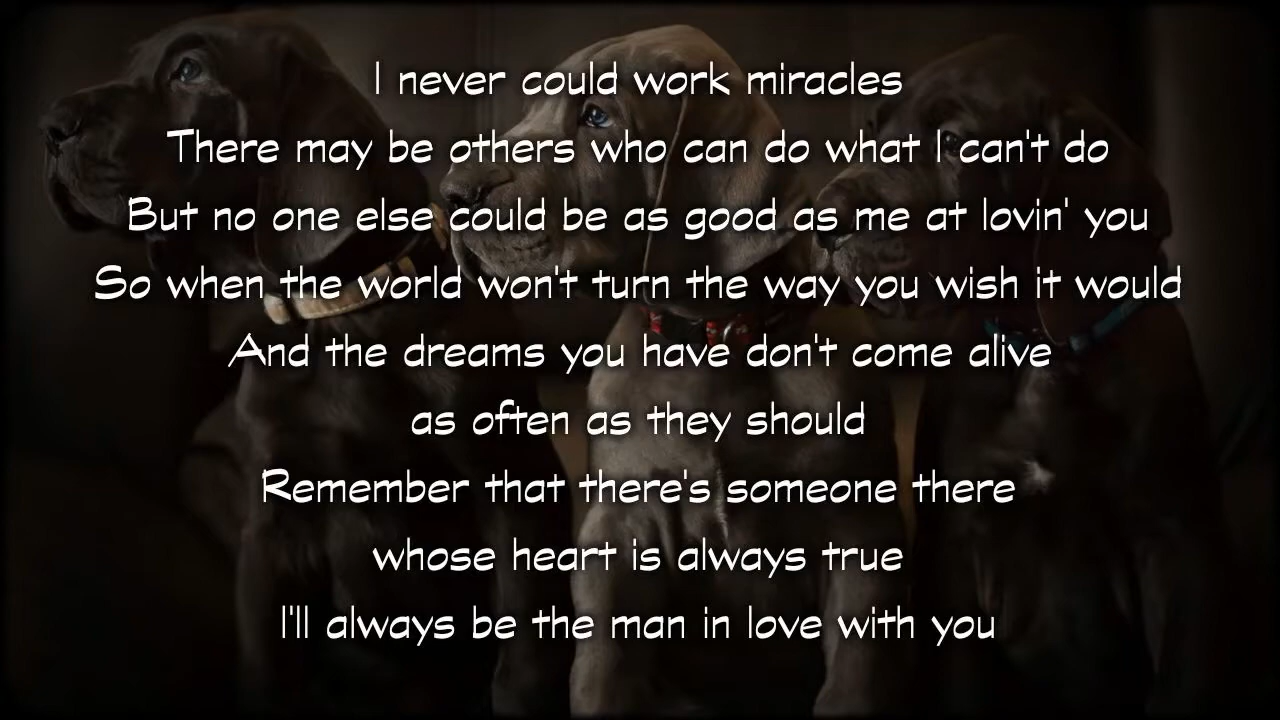 I never could work miracles
There may be others who can do what I can't do
But no one else could be as good as me at lovin' you
So when the world won't turn the way you wish it would
And the dreams you have don't come alive
as often as they should
Remember that there's someone there
whose heart is always true
I'll always be the man in love with you